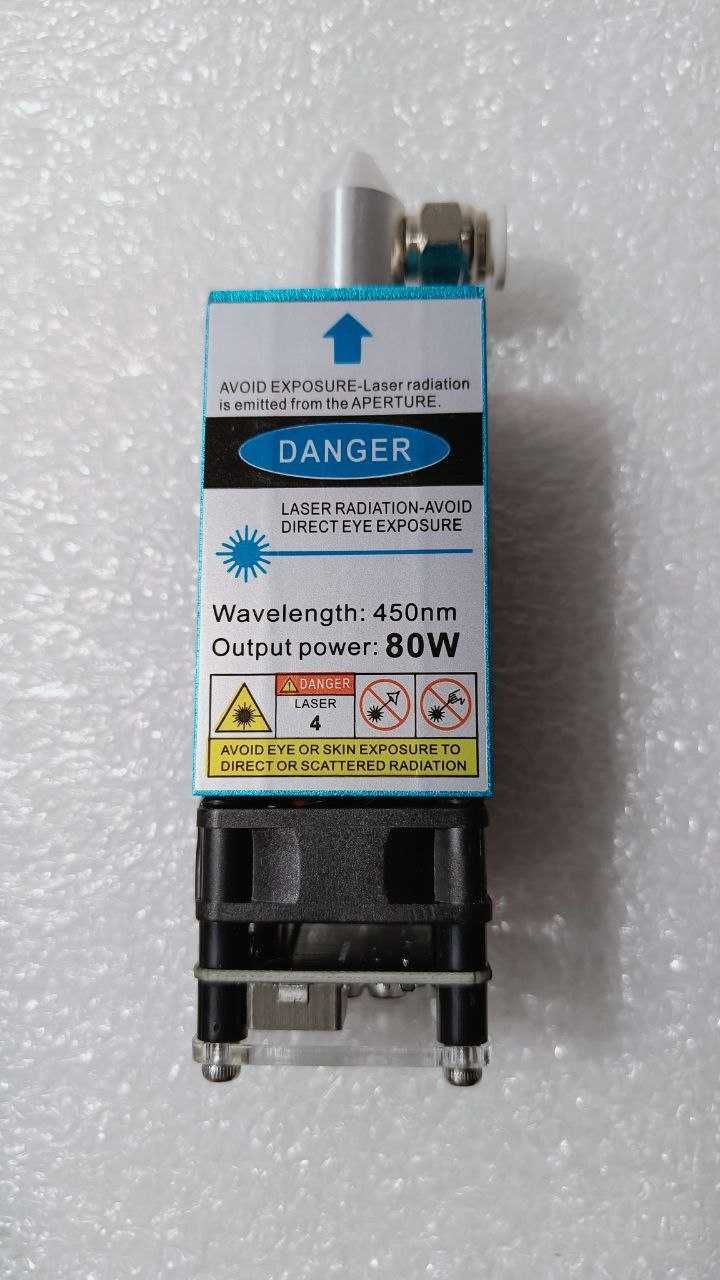 AVOID EXPOSURE-Laser radiation
is emitted from the APERTURE.
DANGER
LASER RADIATION-AVOID
DIRECT EYE EXPOSURE
Wavelength: 450nm
Output power: 80W
DANGER
LASER
4
AVOID EYE OR SKIN EXPOSURE TO
DIRECT OR SCATTERED RADIATION